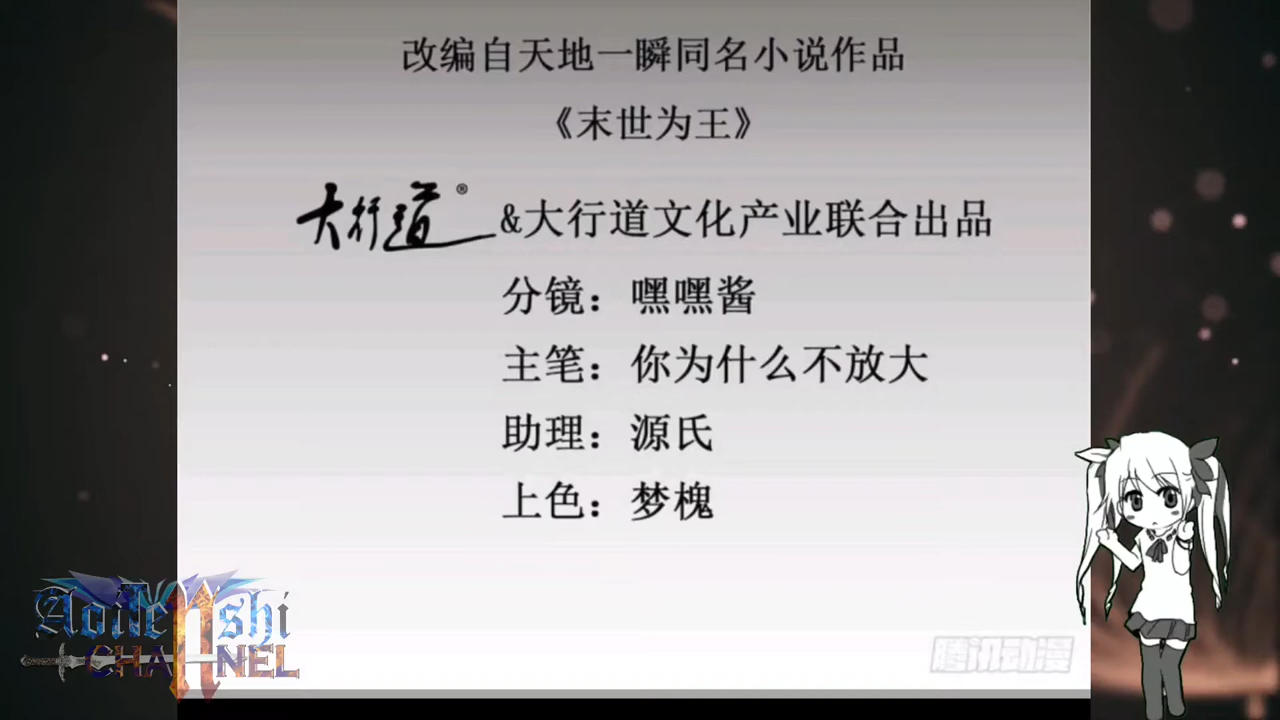 改编自天地一瞬同名小说作品
《末世为王》
大行道® &大行道文化产业联合出品
分镜：嘿嘿酱
主笔：你为什么不放大
助理：源氏
上色：梦槐
AoiTenshi
CHANNEL
腾讯动漫